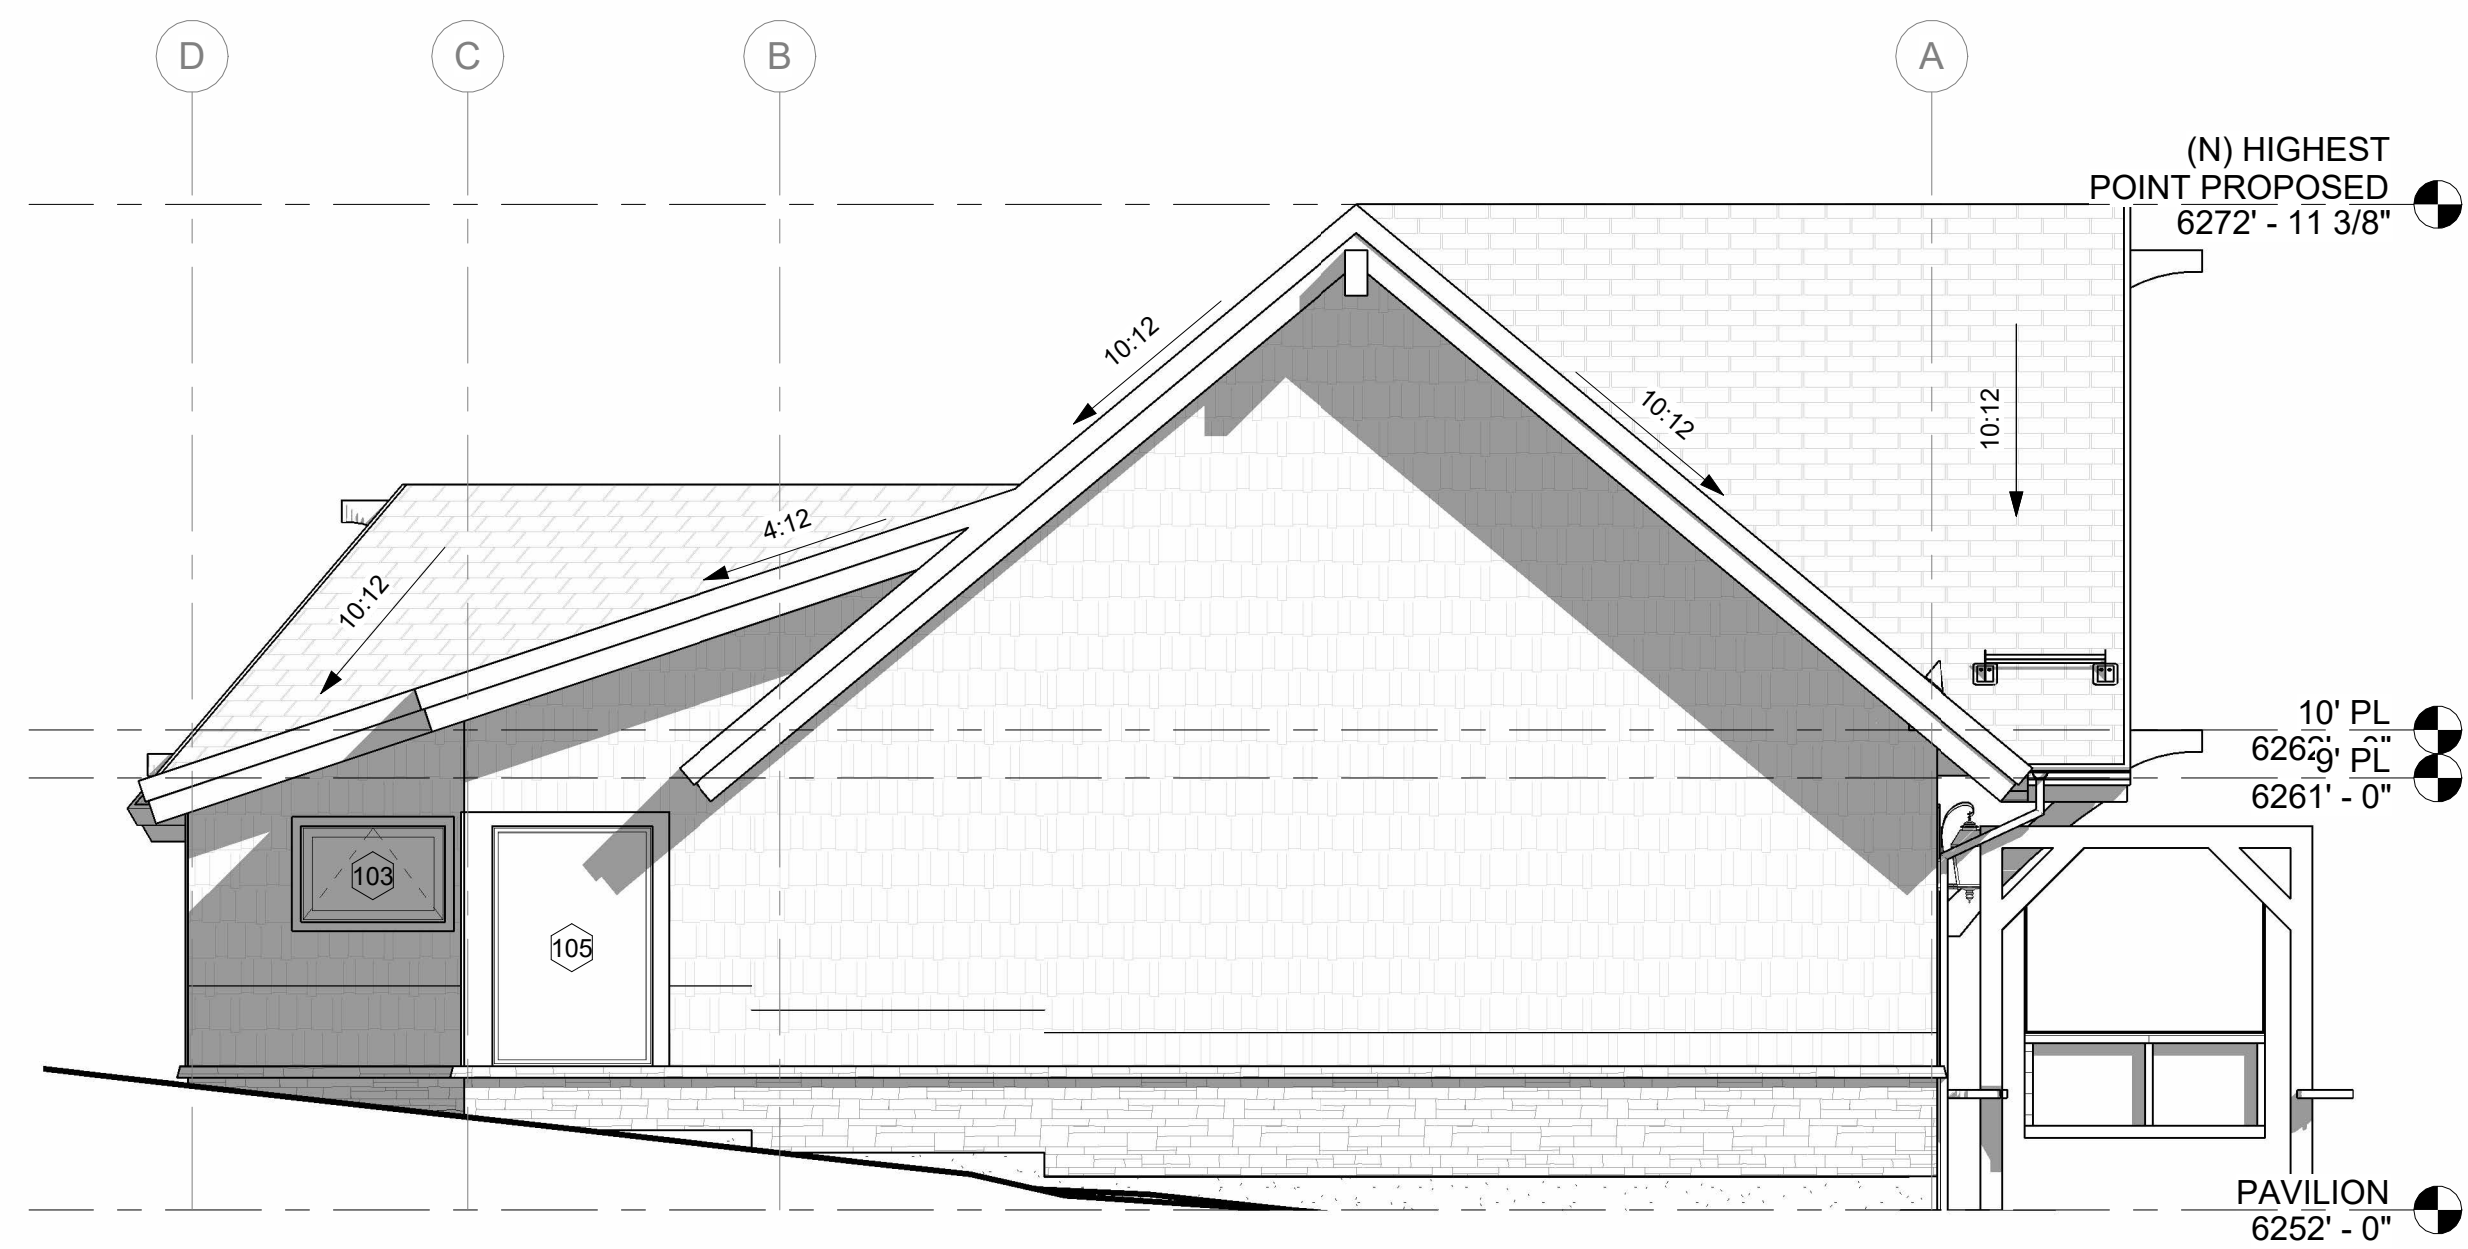 D
C
B
A
(N) HIGHEST
POINT PROPOSED
6272' - 11 3/8"
10:12
10:12
10:12
4:12
10:12
10' PL
9' PL
6261' - 0"
103
105
PAVILION
6252' - 0"